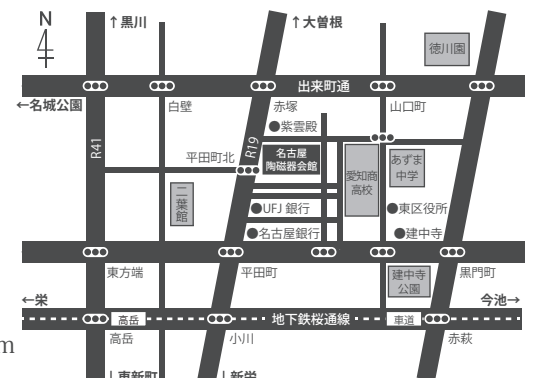 N
↑黒川
↑大曽根
徳川園
出来町通
←名城公園
白壁
赤塚
山口町
●紫雲殿
R41
R19
平田町北
名古屋
陶磁器会館
愛知商
高校
あずま
中学
二葉館
●UFJ 銀行
●東区役所
●名古屋銀行
●建中寺
東方端
平田町
建中寺
公園
黒門町
←栄
今池→
高岳
地下鉄桜通線
車道
高岳
小川
赤萩
m
↓東新町
↓新栄